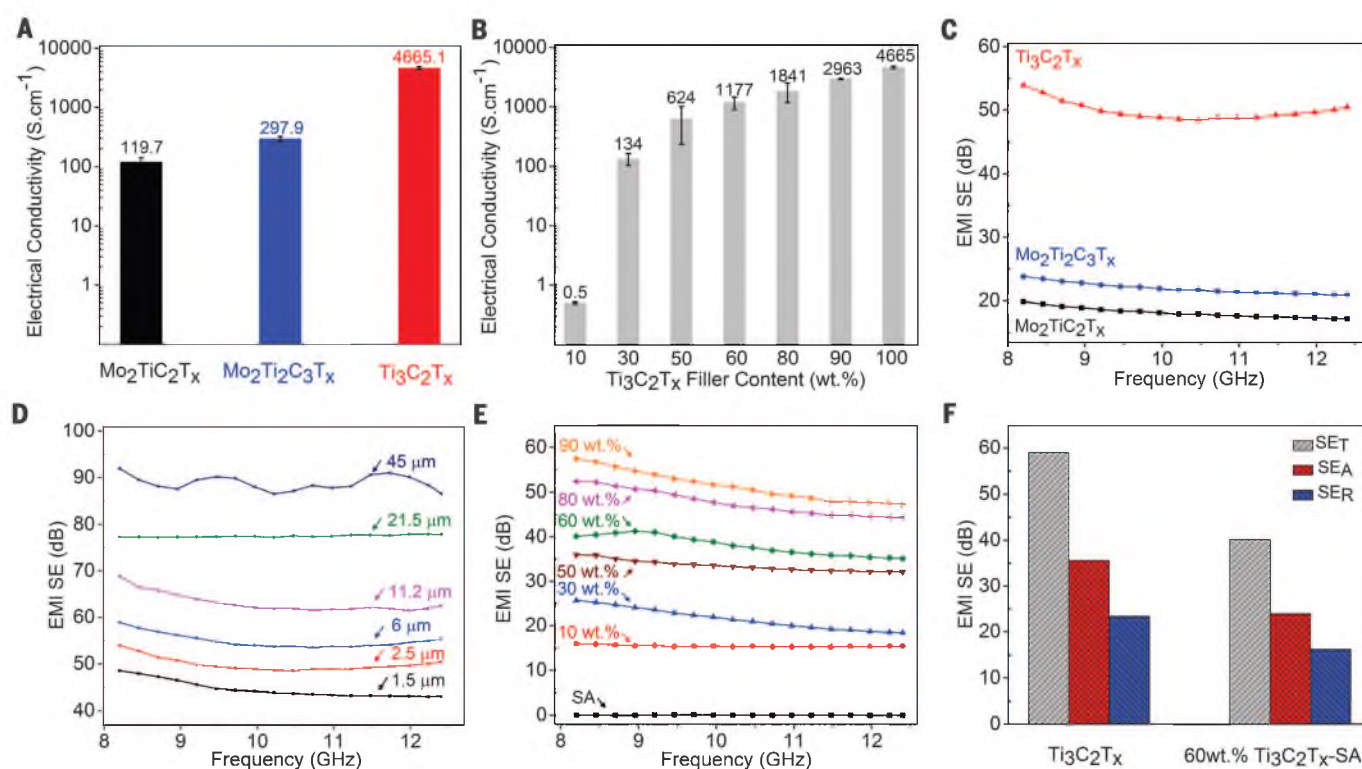 A
Electrical Conductivity (S.cm⁻¹)
10000
1000
100
10
1
119.7
297.9
4665.1
Mo₂TiC₂Tₓ
Mo₂Ti₂C₃Tₓ
Ti₃C₂Tₓ
B
Electrical Conductivity (S.cm⁻¹)
10000
1000
100
10
1
0.5
134
624
1177
1841
2963
4665
10 30 50 60 80 90 100
Ti₃C₂Tₓ Filler Content (wt.%)
C
EMI SE (dB)
60
50
40
30
20
Ti₃C₂Tₓ
Mo₂Ti₂C₃Tₓ
Mo₂TiC₂Tₓ
8 9 10 11 12
Frequency (GHz)
D
EMI SE (dB)
100
90
80
70
60
50
40
45 μm
21.5 μm
11.2 μm
6 μm
2.5 μm
1.5 μm
8 9 10 11 12
Frequency (GHz)
E
EMI SE (dB)
60
50
40
30
20
10
0
90 wt.%
80 wt.%
60 wt.%
50 wt.%
30 wt.%
10 wt.%
SA
8 9 10 11 12
Frequency (GHz)
F
EMI SE (dB)
60
50
40
30
20
10
0
SE_T
SE_A
SE_R
Ti₃C₂Tₓ
60wt.% Ti₃C₂Tₓ-SA